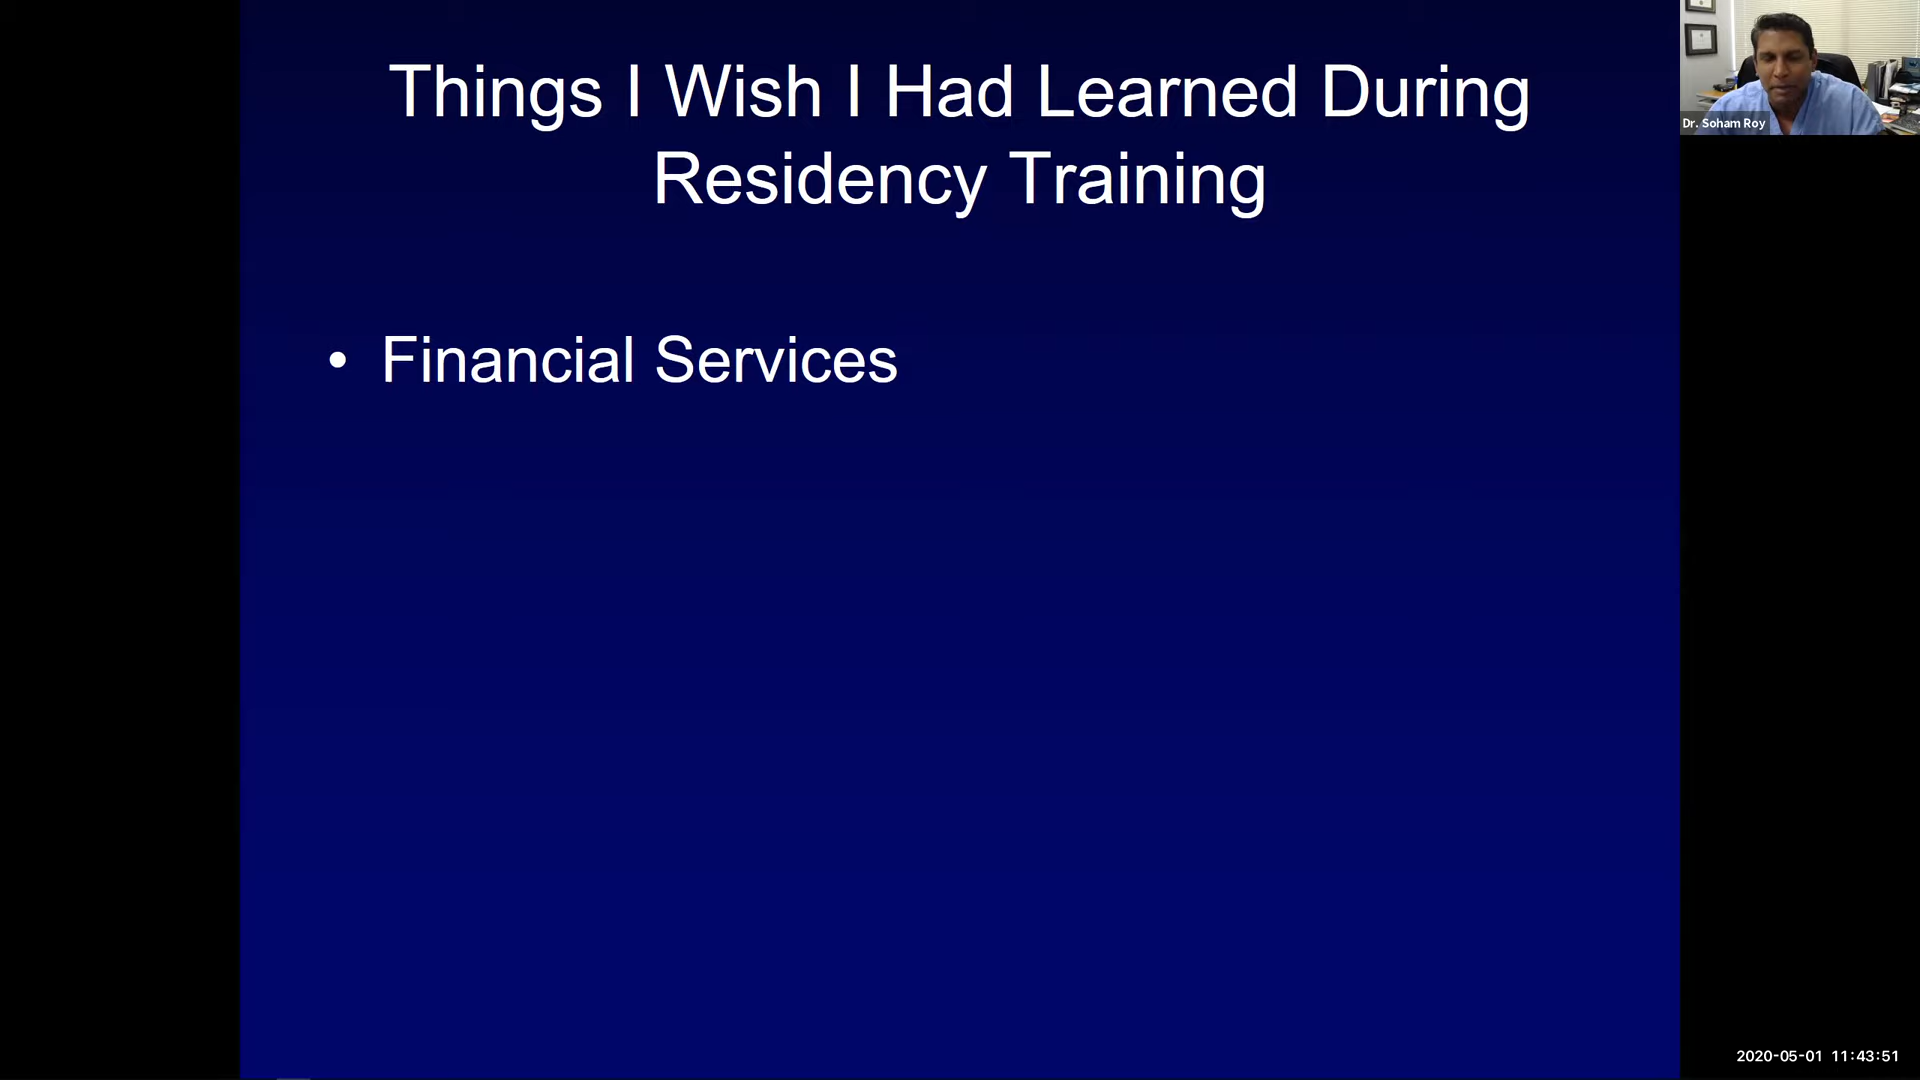 Things I Wish I Had Learned During
Residency Training
• Financial Services
Dr. Soham Roy
2020-05-01 11:43:51